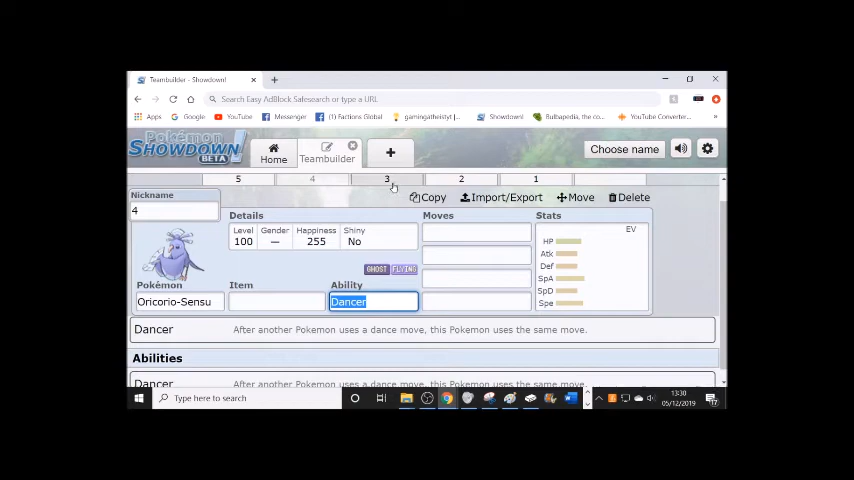 Teambuilder - Showdown!
Search Easy AdBlock Safesearch or type a URL
Apps Google YouTube Messenger (1) Factions Global gamingatheistyt |... Showdown! Bulbapedia, the co... YouTube Converter...
Pokémon
SHOWDOWN!
BETA
Home
Teambuilder
Choose name
5 4 3 2 1
Copy Import/Export Move Delete
Nickname
4
Details
Level Gender Happiness Shiny
100 — 255 No
GHOST FLYING
Pokémon Item Ability
Oricorio-Sensu Dancer
Moves
Stats
EV
HP
Atk
Def
SpA
SpD
Spe
Dancer After another Pokemon uses a dance move, this Pokemon uses the same move.
Abilities
Dancer After another Pokemon uses a dance move, this Pokemon uses the same move.
Type here to search
13:30
05/12/2019
17